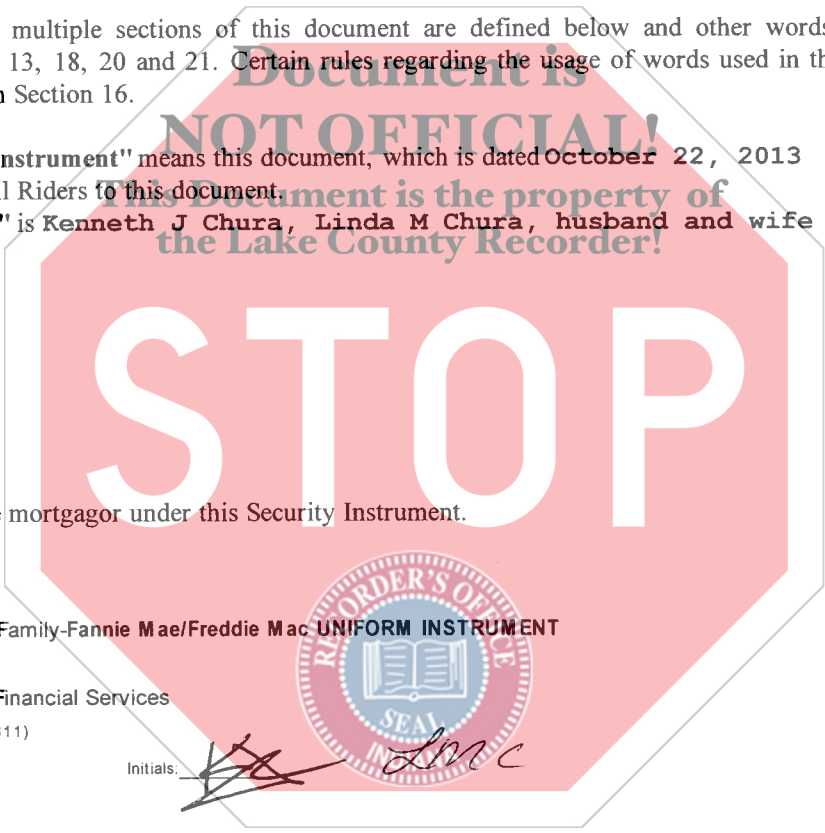 multiple sections of this document are defined below and other words
13, 18, 20 and 21. Certain rules regarding the usage of words used in th
Section 16.
Document is
NOT OFFICIAL!
This Document is the property of
the Lake County Recorder!
nstrument" means this document, which is dated October 22, 2013
l Riders to this document.
" is Kenneth J Chura, Linda M Chura, husband and wife
STOP
mortgagor under this Security Instrument.
Family-Fannie Mae/Freddie Mac UNIFORM INSTRUMENT
Financial Services
11)
RECORDER'S OFFICE
SEAL
INDIANA
Initials:
LMC